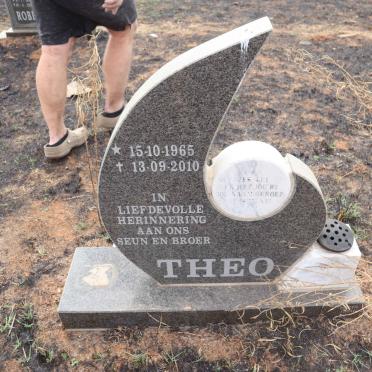 ROBE
★ 15-10-1965
✝ 13-09-2010
IN
LIEFDEVOLLE
HERINNERING
AAN ONS
SEUN EN BROER
THEO